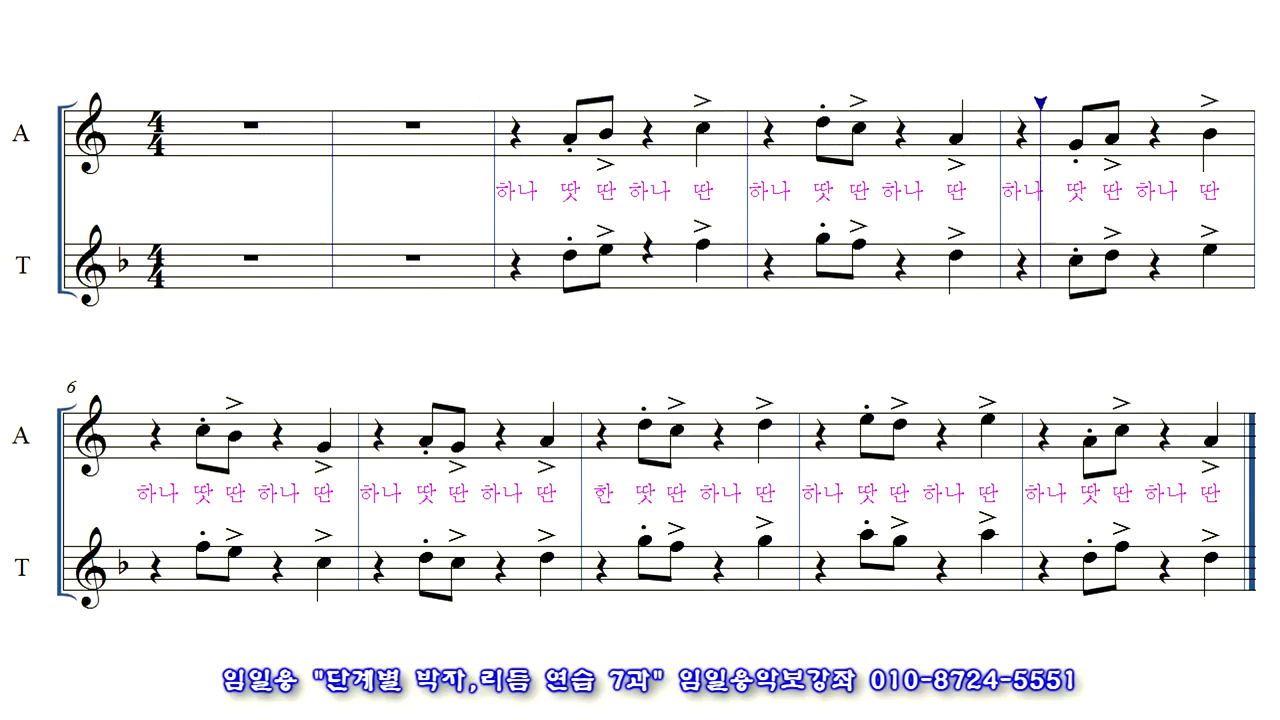 A
4 4
하나 땃 딴 하나 딴 하나 땃 딴 하나 딴 하나 땃 딴 하나 딴
T
4 4
6
A
하나 땃 딴 하나 딴 하나 땃 딴 하나 딴 한 땃 딴 하나 딴 하나 땃 딴 하나 딴 하나 땃 딴 하나 딴
T
임일용 "단계별 박자,리듬 연습 7과" 임일용악보강좌 010-8724-5551